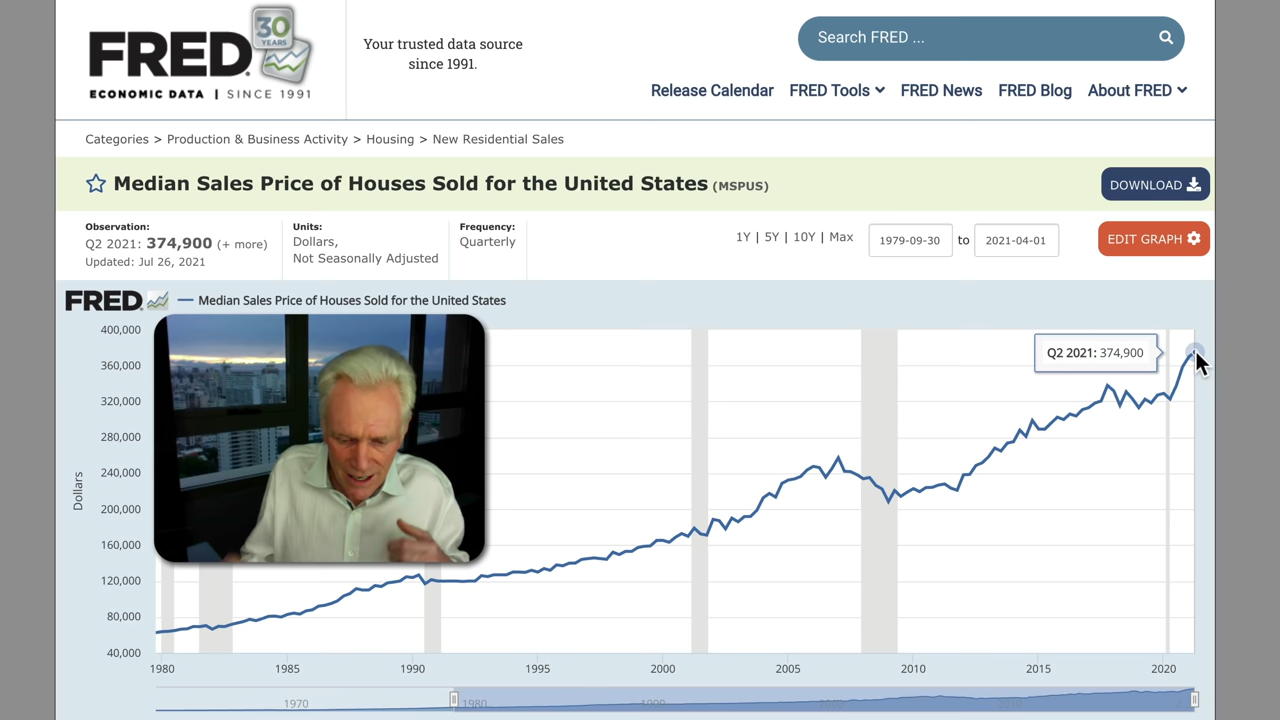 FRED
30
YEARS
ECONOMIC DATA | SINCE 1991
Your trusted data source
since 1991.
Search FRED ...
Release Calendar FRED Tools FRED News FRED Blog About FRED
Categories > Production & Business Activity > Housing > New Residential Sales
Median Sales Price of Houses Sold for the United States (MSPUS)
DOWNLOAD
Observation:
Q2 2021: 374,900 (+ more)
Updated: Jul 26, 2021
Units:
Dollars,
Not Seasonally Adjusted
Frequency:
Quarterly
1Y | 5Y | 10Y | Max
1979-09-30 to 2021-04-01
EDIT GRAPH
FRED
Median Sales Price of Houses Sold for the United States
400,000
360,000
320,000
280,000
240,000
200,000
160,000
120,000
80,000
40,000
Dollars
Q2 2021: 374,900
1980 1985 1990 1995 2000 2005 2010 2015 2020
1970 1980 1990 2000 2010